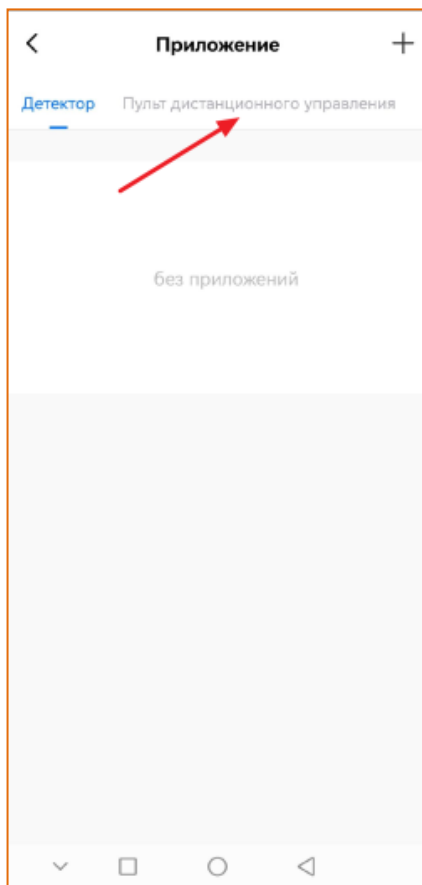 Приложение
Детектор Пульт дистанционного управления
без приложений